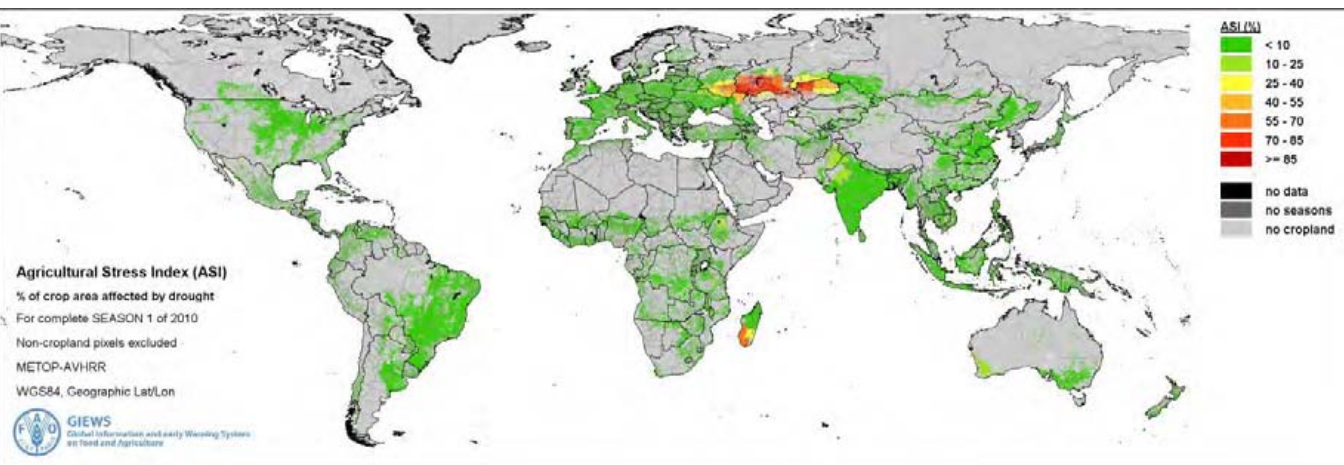 ASI (%)
< 10
10 - 25
25 - 40
40 - 55
55 - 70
70 - 85
>= 85
no data
no seasons
no cropland
Agricultural Stress Index (ASI)
% of crop area affected by drought
For complete SEASON 1 of 2010
Non-cropland pixels excluded
METOP-AVHRR
WGS84, Geographic Lat/Lon
FAO
GIEWS
Global Information and early Warning System
on food and Agriculture